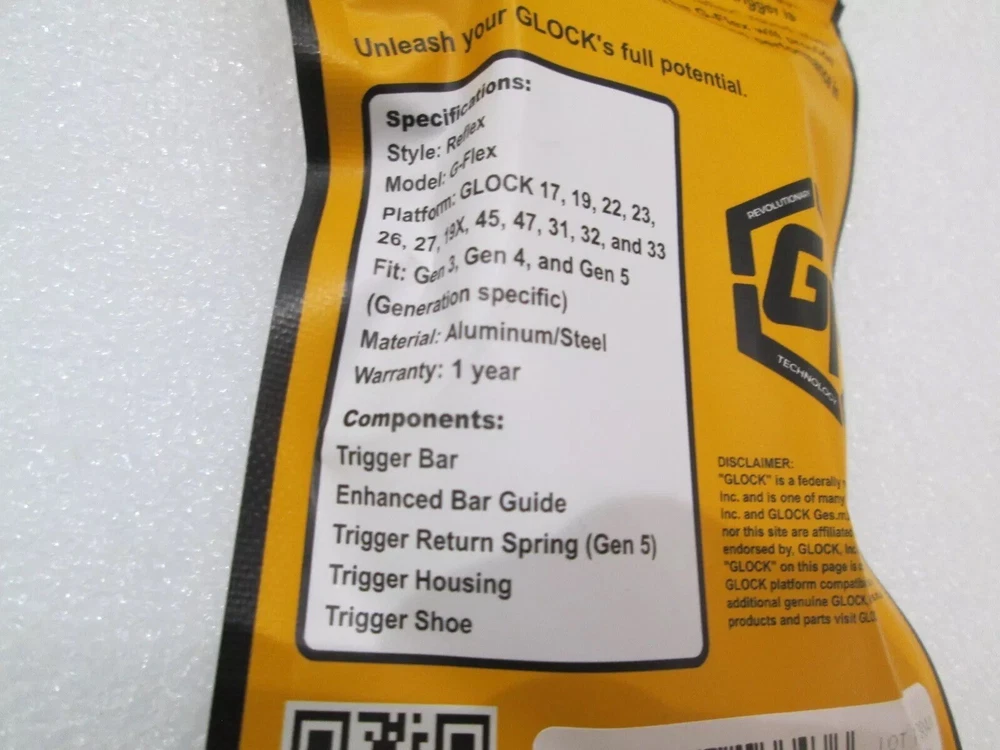 Unleash your GLOCK's full potential.
Specifications:
Style: Reflex
Model: G-Flex
Platform: GLOCK 17, 19, 22, 23,
26, 27, 19X, 45, 47, 31, 32, and 33
Fit: Gen 3, Gen 4, and Gen 5
(Generation specific)
Material: Aluminum/Steel
Warranty: 1 year
Components:
Trigger Bar
Enhanced Bar Guide
Trigger Return Spring (Gen 5)
Trigger Housing
Trigger Shoe
REVOLUTIONARY
G
TECHNOLOGY
DISCLAIMER:
"GLOCK" is a federally
Inc. and is one of many
Inc. and GLOCK Ges.m
nor this site are affiliated
endorsed by, GLOCK, Inc
"GLOCK" on this page is
GLOCK platform
additional genuine GLOCK
products and parts visit
LOT